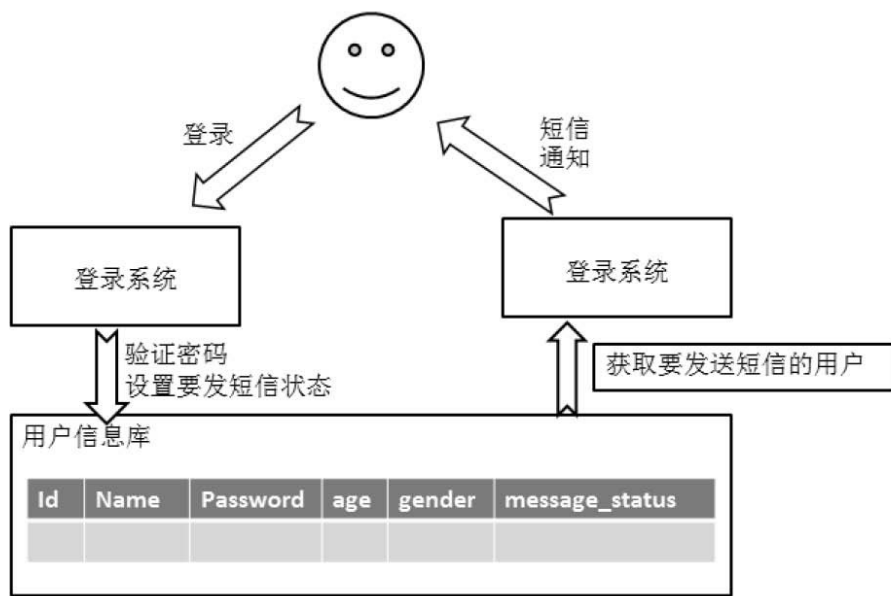 登录
短信
通知
登录系统
登录系统
验证密码
设置要发短信状态
获取要发送短信的用户
用户信息库
Id Name Password age gender message_status